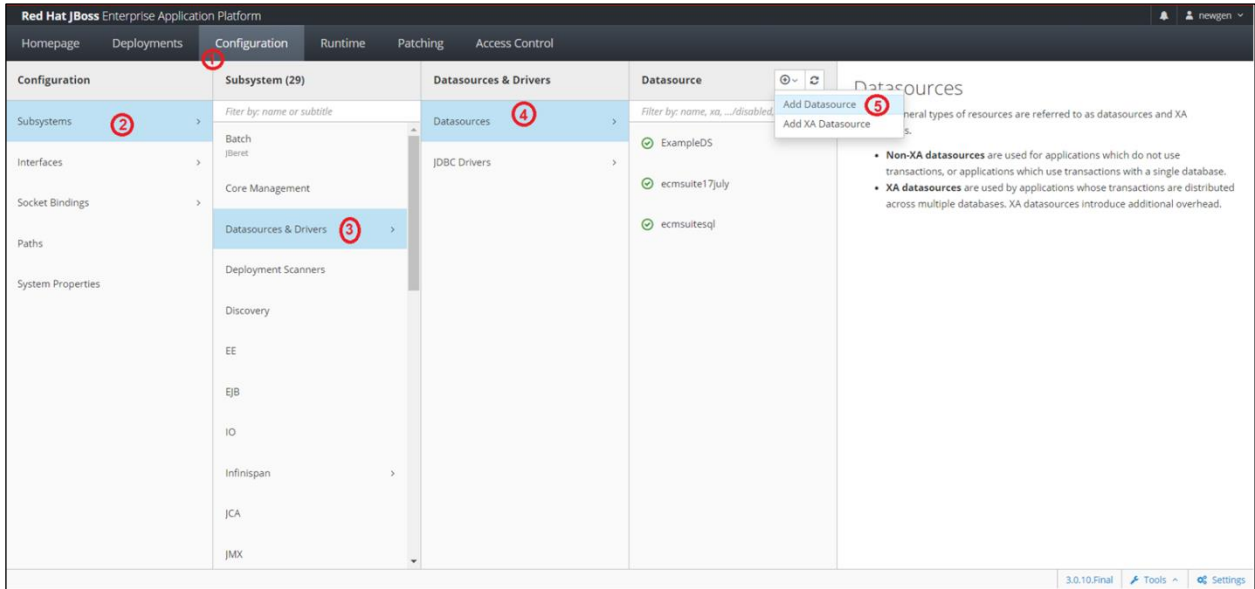 Red Hat JBoss Enterprise Application Platform
newgen
Homepage Deployments Configuration Runtime Patching Access Control
1
Configuration
Subsystems 2
Interfaces
Socket Bindings
Paths
System Properties
Subsystem (29)
Fiter by: name or subtitle
Batch
JBeret
Core Management
Datasources & Drivers 3
Deployment Scanners
Discovery
EE
EJB
IO
Infinispan
JCA
JMX
Datasources & Drivers
Datasources 4
JDBC Drivers
Datasource
Filter by: name, xa, .../disabled,
ExampleDS
ecmsuite17july
ecmsuitesql
Add Datasource 5
Add XA Datasource
Datasources
neral types of resources are referred to as datasources and XA
s.
• Non-XA datasources are used for applications which do not use
transactions, or applications which use transactions with a single database.
• XA datasources are used by applications whose transactions are distributed
across multiple databases. XA datasources introduce additional overhead.
3.0.10.Final Tools Settings